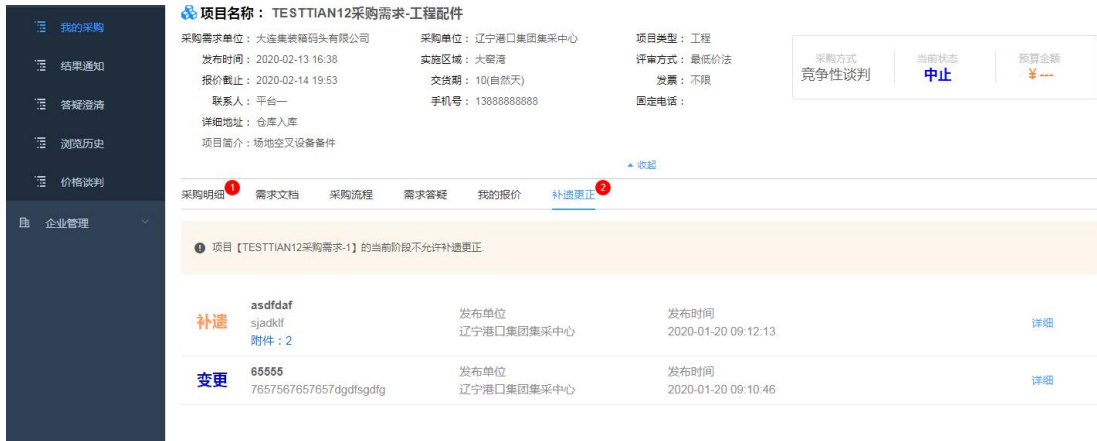 我的采购
结果通知
答疑澄清
浏览历史
价格谈判
企业管理
项目名称： TESTTIAN12采购需求-工程配件
采购需求单位： 大连集装箱码头有限公司 采购单位： 辽宁港口集团集采中心 项目类型： 工程
发布时间： 2020-02-13 16:38 实施区域： 大窑湾 评审方式： 最低价法
报价截止： 2020-02-14 19:53 交货期： 10(自然天) 发票： 不限
联系人： 平台一 手机号： 13888888888 固定电话：
详细地址： 仓库入库
项目简介：场地空叉设备备件
采购方式 当前状态 预算金额
竞争性谈判 中止 ¥ ---
收起
采购明细 1 需求文档 采购流程 需求答疑 我的报价 补遗更正 2
项目【TESTTIAN12采购需求-1】的当前阶段不允许补遗更正.
补遗
asdfdaf
sjadklf
附件：2
发布单位
辽宁港口集团集采中心
发布时间
2020-01-20 09:12:13
详细
变更
65555
7657567657657dgdfsgdfg
发布单位
辽宁港口集团集采中心
发布时间
2020-01-20 09:10:46
详细